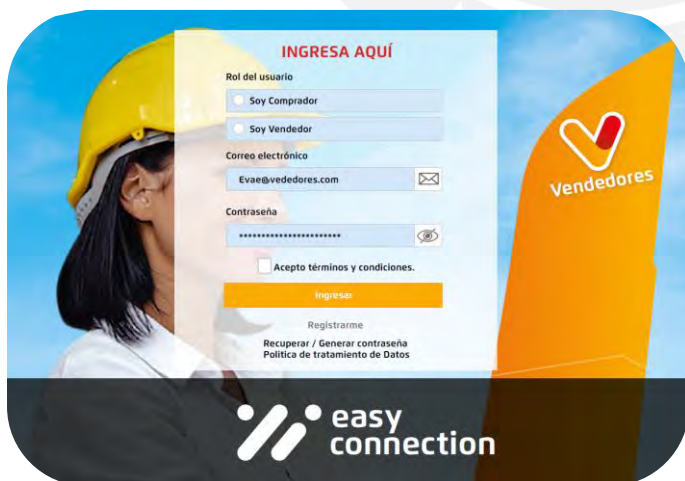 INGRESA AQUÍ
Rol del usuario
Soy Comprador
Soy Vendedor
Correo electrónico
Evae@vededores.com
Contraseña
***********************
Acepto términos y condiciones.
Ingresar
Registrarme
Recuperar / Generar contraseña
Politica de tratamiento de Datos
Vendedores
easy
connection